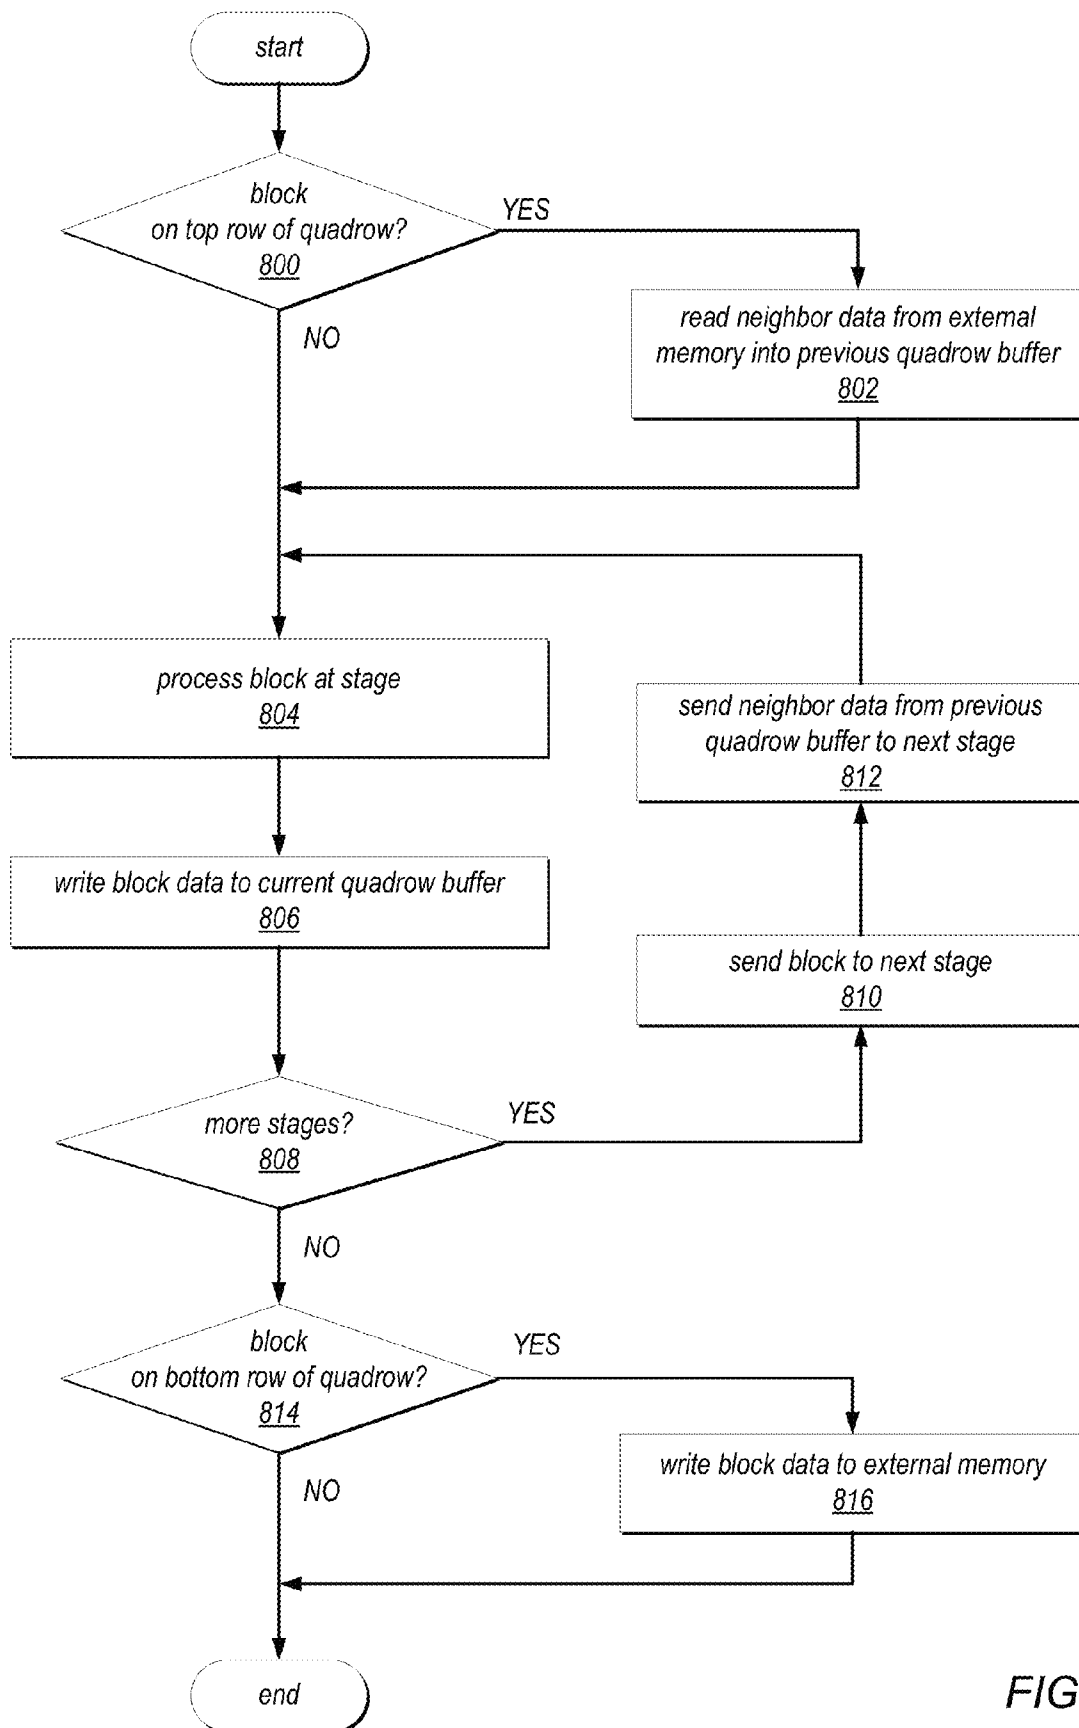 start
block
on top row of quadrow?
800
YES
NO
read neighbor data from external
memory into previous quadrow buffer
802
process block at stage
804
send neighbor data from previous
quadrow buffer to next stage
812
write block data to current quadrow buffer
806
send block to next stage
810
more stages?
808
YES
NO
block
on bottom row of quadrow?
814
YES
NO
write block data to external memory
816
end
FIG